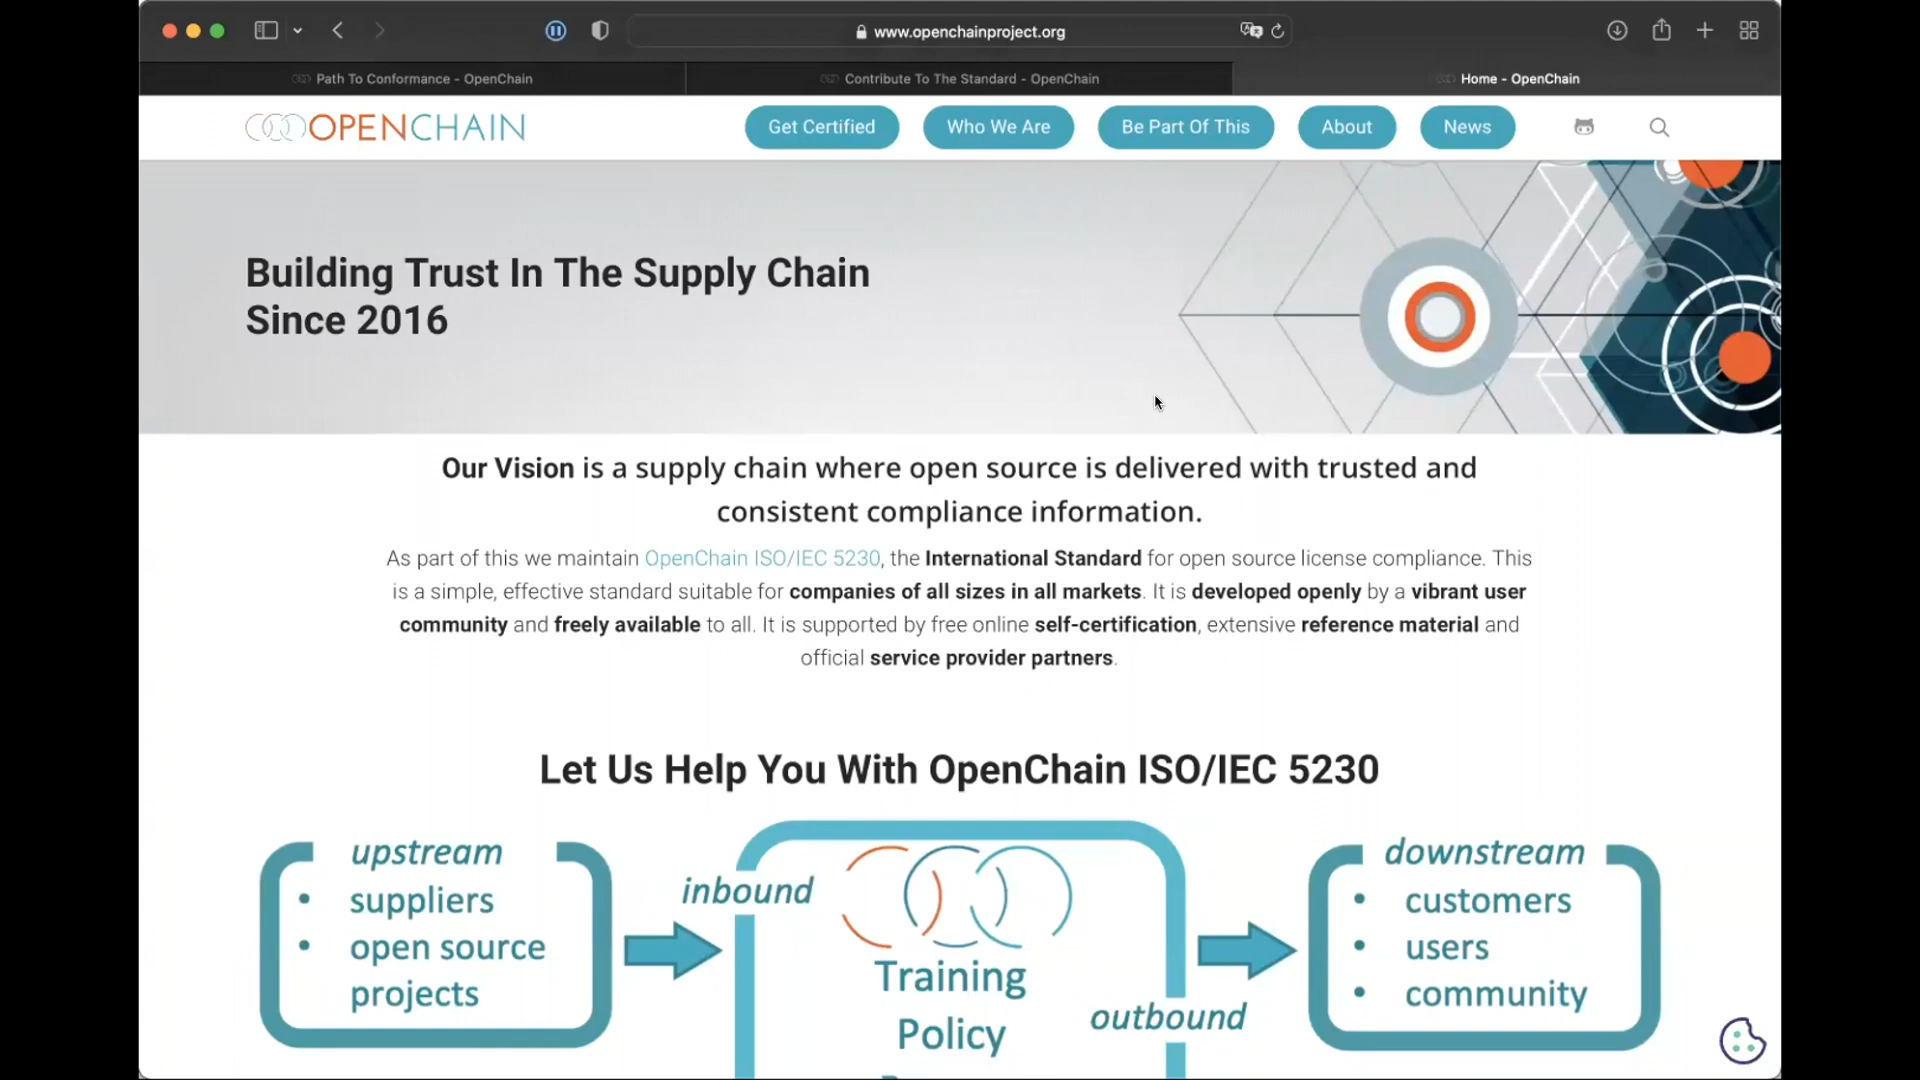 www.openchainproject.org
Path To Conformance - OpenChain
Contribute To The Standard - OpenChain
Home - OpenChain
OPENCHAIN
Get Certified
Who We Are
Be Part Of This
About
News
Building Trust In The Supply Chain
Since 2016
Our Vision is a supply chain where open source is delivered with trusted and
consistent compliance information.
As part of this we maintain OpenChain ISO/IEC 5230, the International Standard for open source license compliance. This
is a simple, effective standard suitable for companies of all sizes in all markets. It is developed openly by a vibrant user
community and freely available to all. It is supported by free online self-certification, extensive reference material and
official service provider partners.
Let Us Help You With OpenChain ISO/IEC 5230
upstream
• suppliers
• open source
projects
inbound
Training
Policy
outbound
downstream
• customers
• users
• community